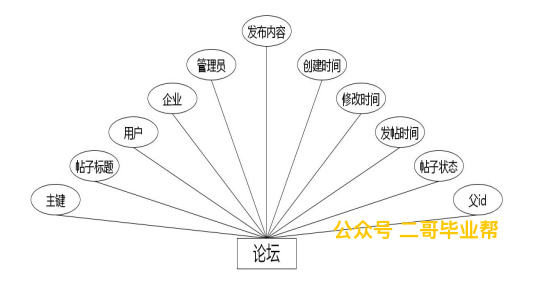 发布内容
管理员
创建时间
企业
修改时间
用户
发帖时间
帖子标题
帖子状态
主键
父id
公众号 二哥毕业帮
论坛